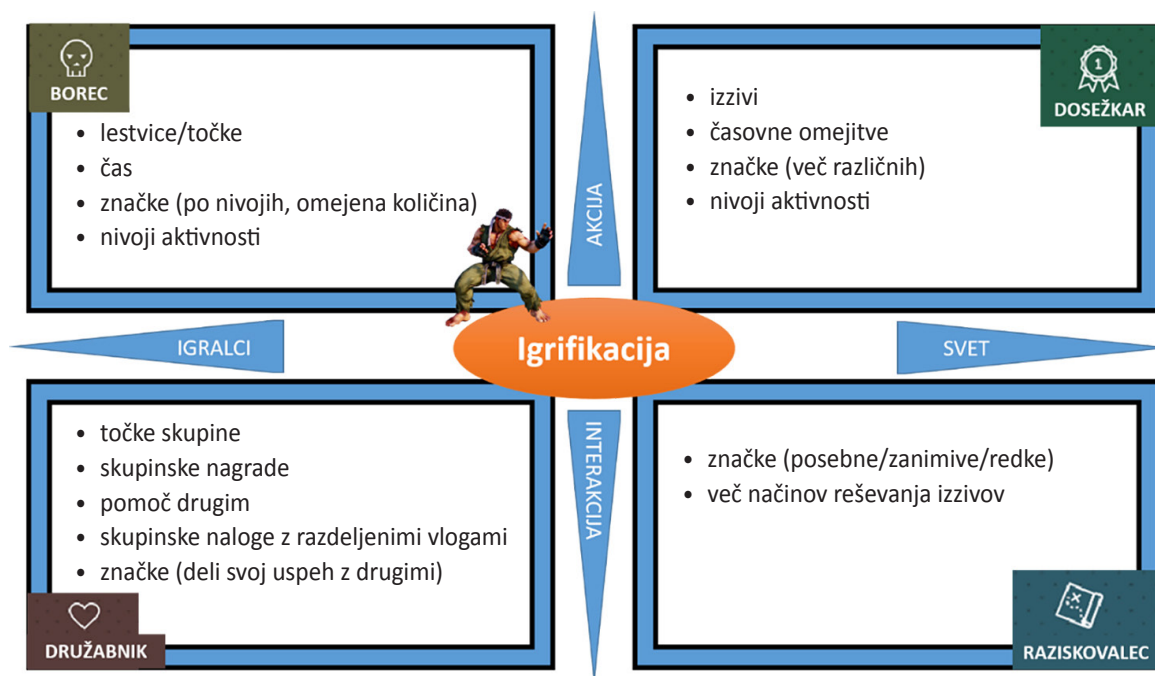 BOREC
• lestvice/točke
• čas
• značke (po nivojih, omejena količina)
• nivoji aktivnosti
AKCIJA
1
DOSEŽKAR
• izzivi
• časovne omejitve
• značke (več različnih)
• nivoji aktivnosti
IGRALCI
Igrifikacija
SVET
• točke skupine
• skupinske nagrade
• pomoč drugim
• skupinske naloge z razdeljenimi vlogami
• značke (deli svoj uspeh z drugimi)
DRUŽABNIK
INTERAKCIJA
• značke (posebne/zanimive/redke)
• več načinov reševanja izzivov
RAZISKOVALEC